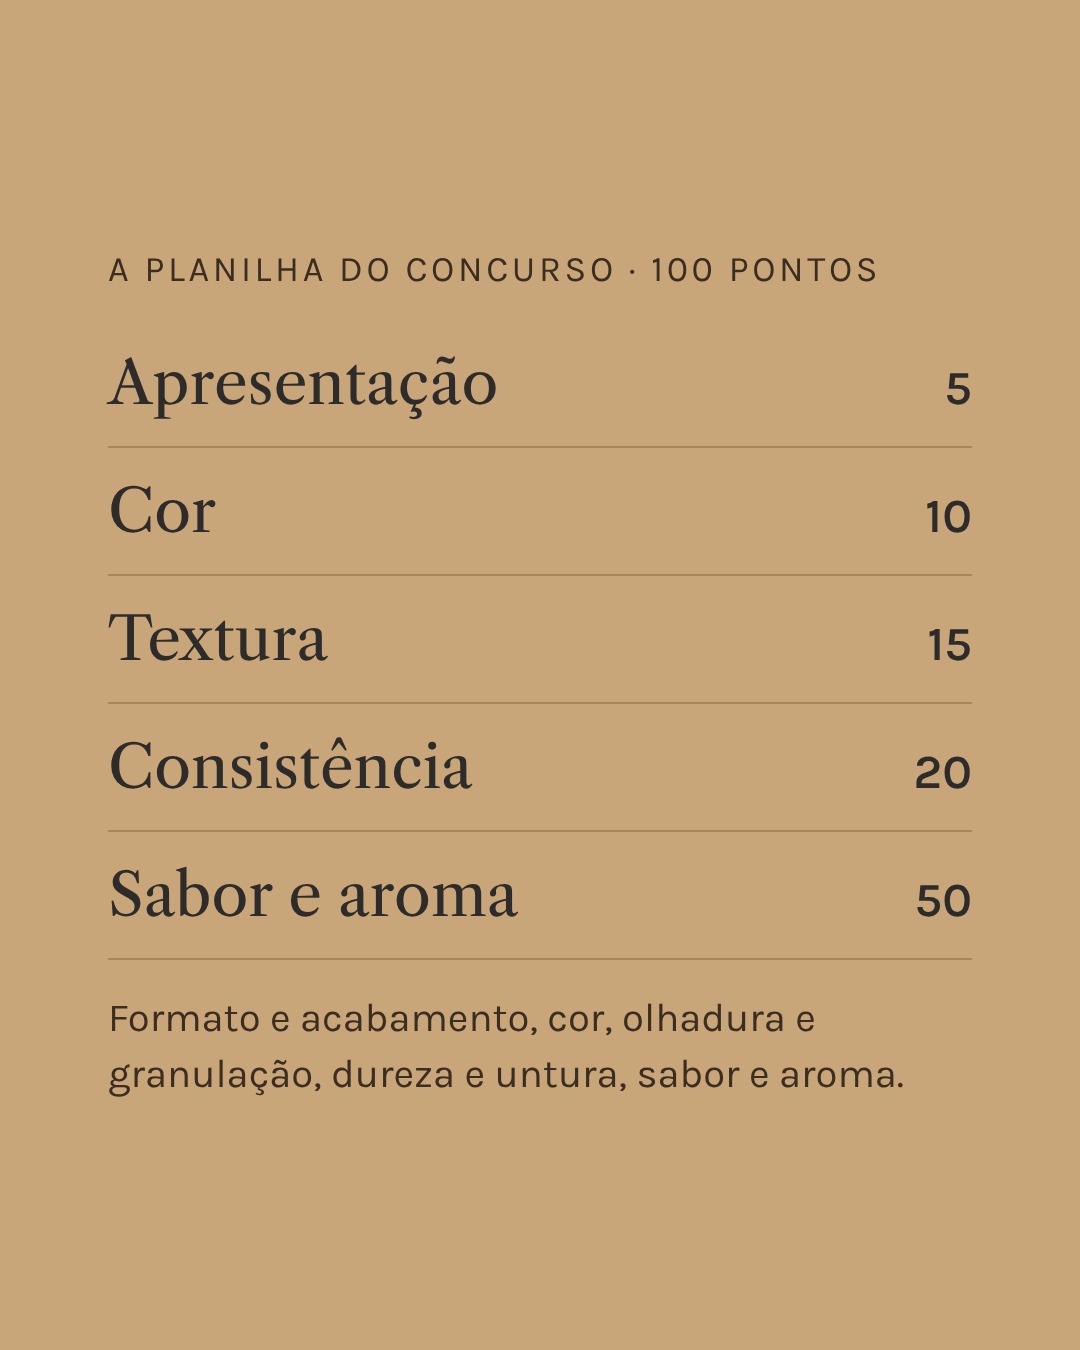 A PLANILHA DO CONCURSO · 100 PONTOS
Apresentação 5
Cor 10
Textura 15
Consistência 20
Sabor e aroma 50
Formato e acabamento, cor, olhadura e
granulação, dureza e untura, sabor e aroma.